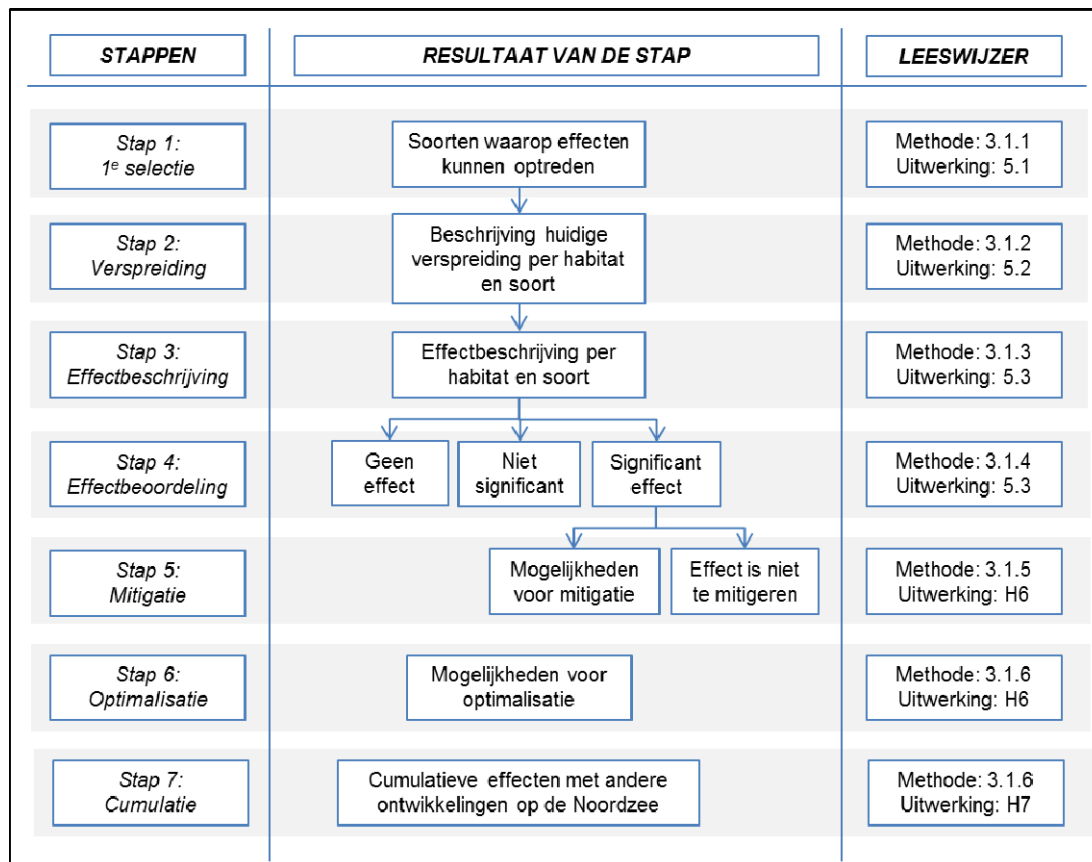 STAPPEN
RESULTAAT VAN DE STAP
LEESWIJZER
Stap 1:
1e selectie
Soorten waarop effecten
kunnen optreden
Methode: 3.1.1
Uitwerking: 5.1
Stap 2:
Verspreiding
Beschrijving huidige
verspreiding per habitat
en soort
Methode: 3.1.2
Uitwerking: 5.2
Stap 3:
Effectbeschrijving
Effectbeschrijving per
habitat en soort
Methode: 3.1.3
Uitwerking: 5.3
Stap 4:
Effectbeoordeling
Geen
effect
Niet
significant
Significant
effect
Methode: 3.1.4
Uitwerking: 5.3
Stap 5:
Mitigatie
Mogelijkheden
voor mitigatie
Effect is niet
te mitigeren
Methode: 3.1.5
Uitwerking: H6
Stap 6:
Optimalisatie
Mogelijkheden voor
optimalisatie
Methode: 3.1.6
Uitwerking: H6
Stap 7:
Cumulatie
Cumulatieve effecten met andere
ontwikkelingen op de Noordzee
Methode: 3.1.6
Uitwerking: H7